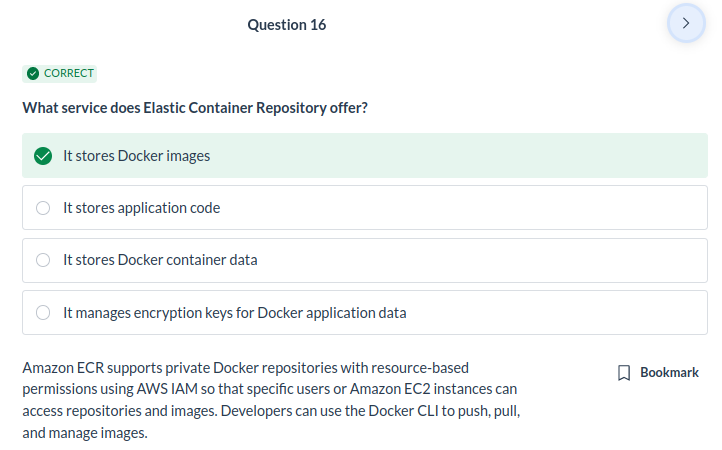 Question 16
CORRECT
What service does Elastic Container Repository offer?
It stores Docker images
It stores application code
It stores Docker container data
It manages encryption keys for Docker application data
Amazon ECR supports private Docker repositories with resource-based
permissions using AWS IAM so that specific users or Amazon EC2 instances can
access repositories and images. Developers can use the Docker CLI to push, pull,
and manage images.
Bookmark